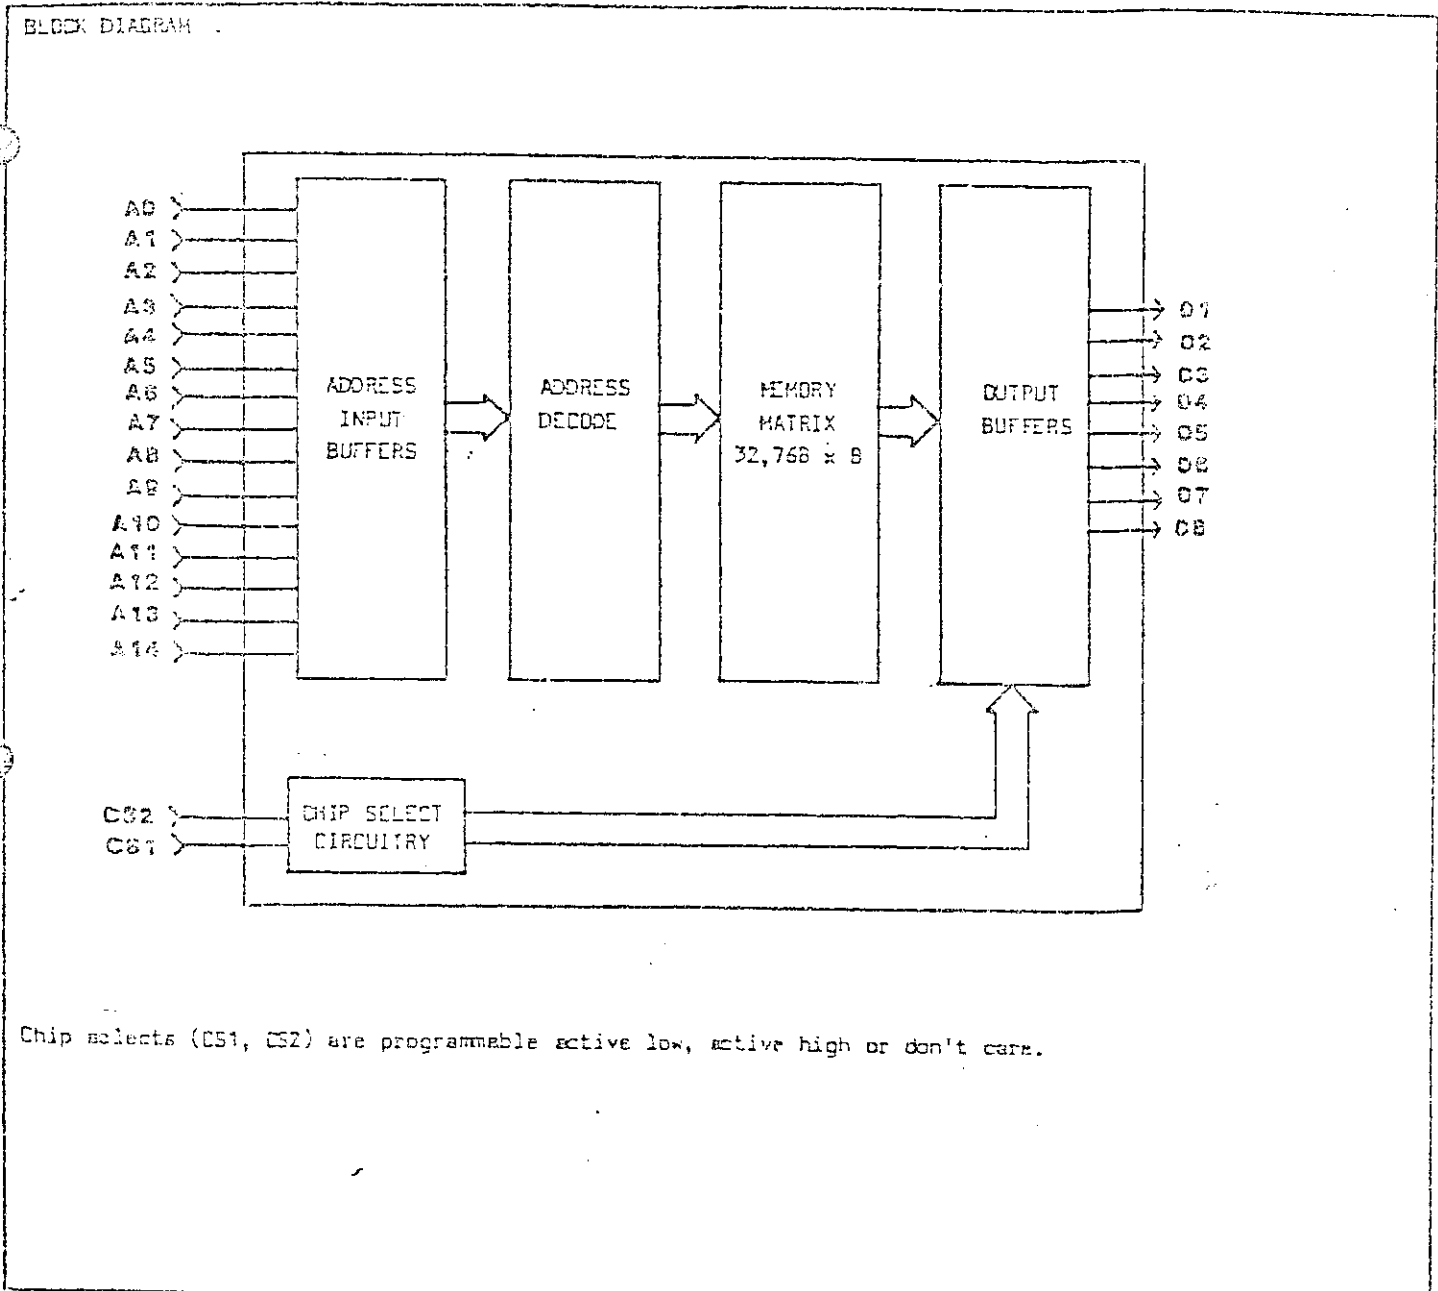 BLOCK DIAGRAM
A0
A1
A2
A3
A4
A5
A6
A7
A8
A9
A10
A11
A12
A13
A14
ADDRESS
INPUT
BUFFERS
ADDRESS
DECODE
MEMORY
MATRIX
32,768 x 8
OUTPUT
BUFFERS
O1
O2
O3
O4
O5
O6
O7
O8
CS2
CS1
CHIP SELECT
CIRCUITRY
Chip selects (CS1, CS2) are programmable active low, active high or don't care.